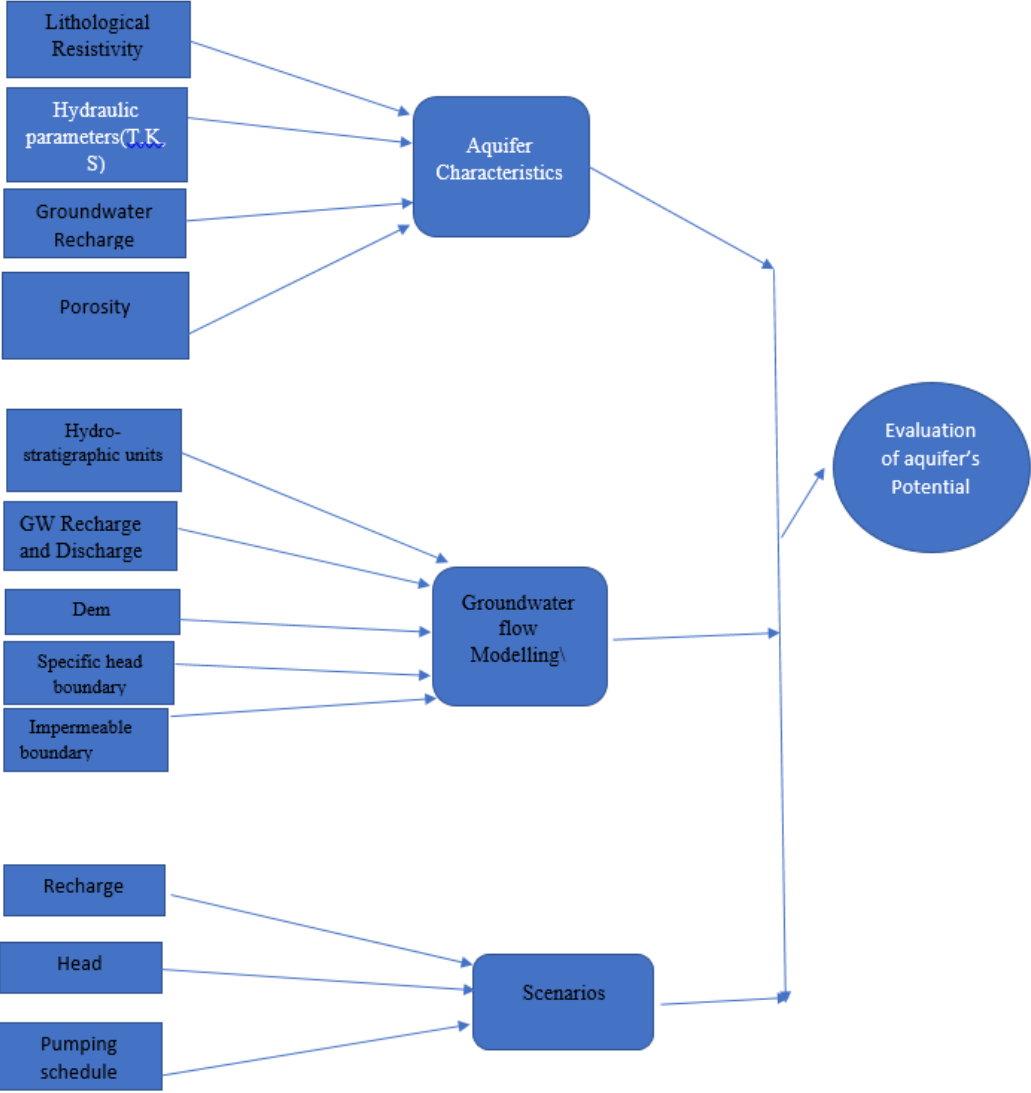 Lithological
Resistivity
Hydraulic
parameters(T,K,
S)
Groundwater
Recharge
Porosity
Aquifer
Characteristics
Hydro-
stratigraphic units
GW Recharge
and Discharge
Dem
Specific head
boundary
Impermeable
boundary
Groundwater
flow
Modelling\
Recharge
Head
Pumping
schedule
Scenarios
Evaluation
of aquifer’s
Potential